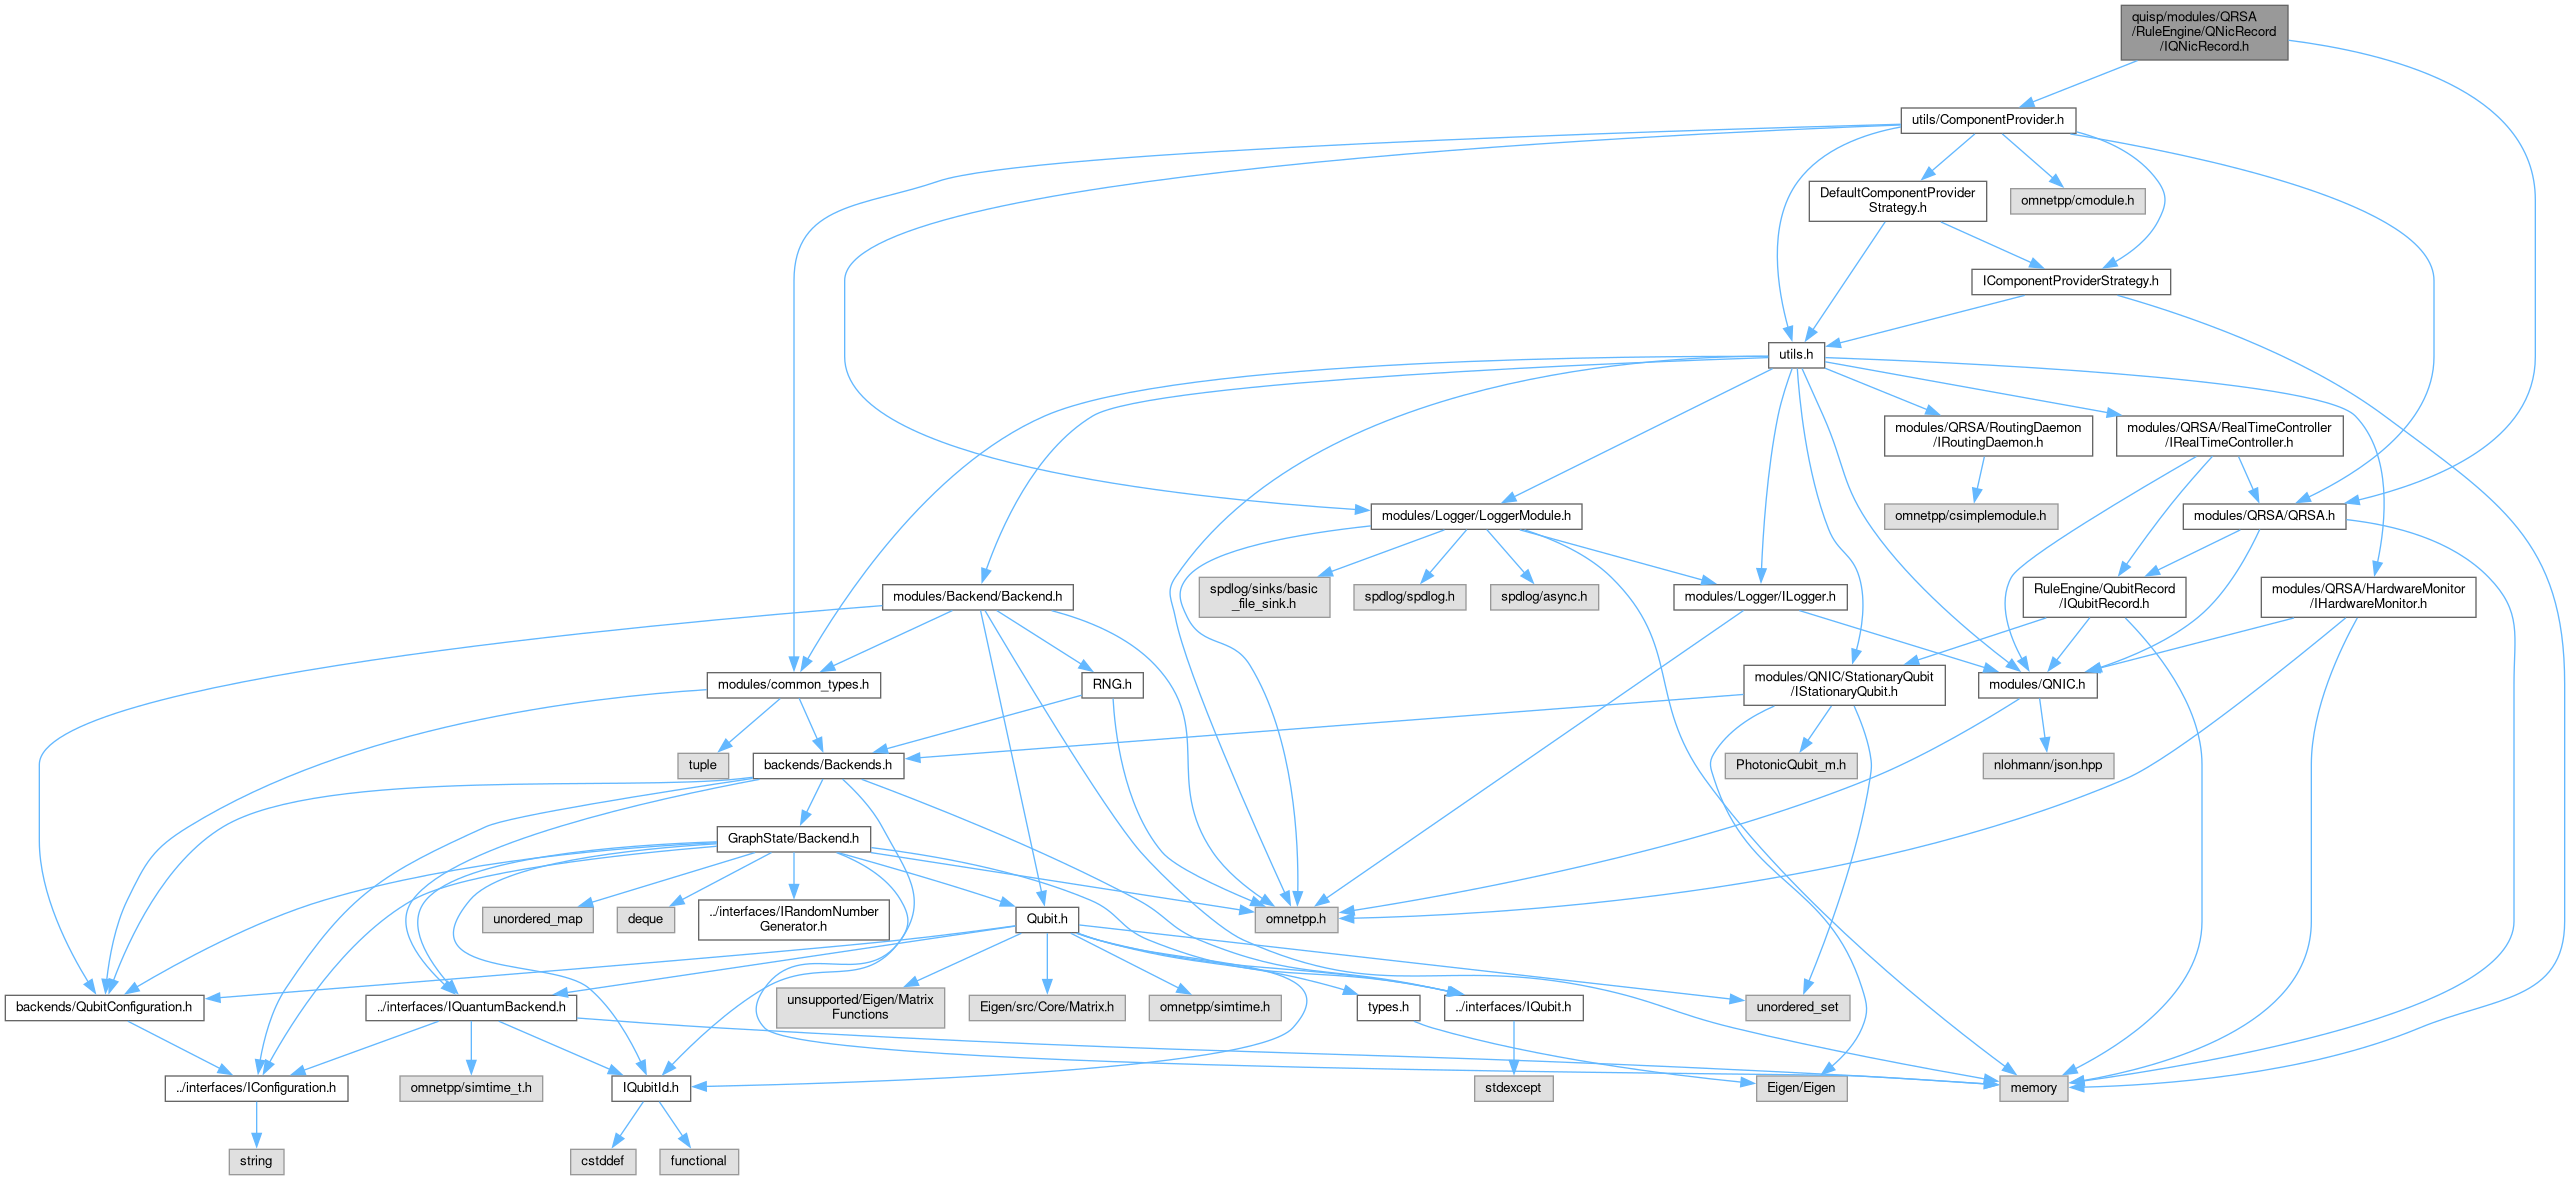 quisp/modules/QRSA
/RuleEngine/QNicRecord
/IQNicRecord.h
utils/ComponentProvider.h
DefaultComponentProvider
Strategy.h
omnetpp/cmodule.h
IComponentProviderStrategy.h
utils.h
modules/QRSA/RoutingDaemon
/IRoutingDaemon.h
modules/QRSA/RealTimeController
/IRealTimeController.h
modules/Logger/LoggerModule.h
omnetpp/csimplemodule.h
modules/QRSA/QRSA.h
modules/Backend/Backend.h
spdlog/sinks/basic
_file_sink.h
spdlog/spdlog.h
spdlog/async.h
modules/Logger/ILogger.h
RuleEngine/QubitRecord
/IQubitRecord.h
modules/QRSA/HardwareMonitor
/IHardwareMonitor.h
modules/common_types.h
RNG.h
modules/QNIC/StationaryQubit
/IStationaryQubit.h
modules/QNIC.h
tuple
backends/Backends.h
PhotonicQubit_m.h
nlohmann/json.hpp
GraphState/Backend.h
unordered_map
deque
../interfaces/IRandomNumber
Generator.h
Qubit.h
omnetpp.h
backends/QubitConfiguration.h
../interfaces/IQuantumBackend.h
unsupported/Eigen/Matrix
Functions
Eigen/src/Core/Matrix.h
omnetpp/simtime.h
types.h
../interfaces/IQubit.h
unordered_set
../interfaces/IConfiguration.h
omnetpp/simtime_t.h
IQubitId.h
stdexcept
Eigen/Eigen
memory
string
cstddef
functional